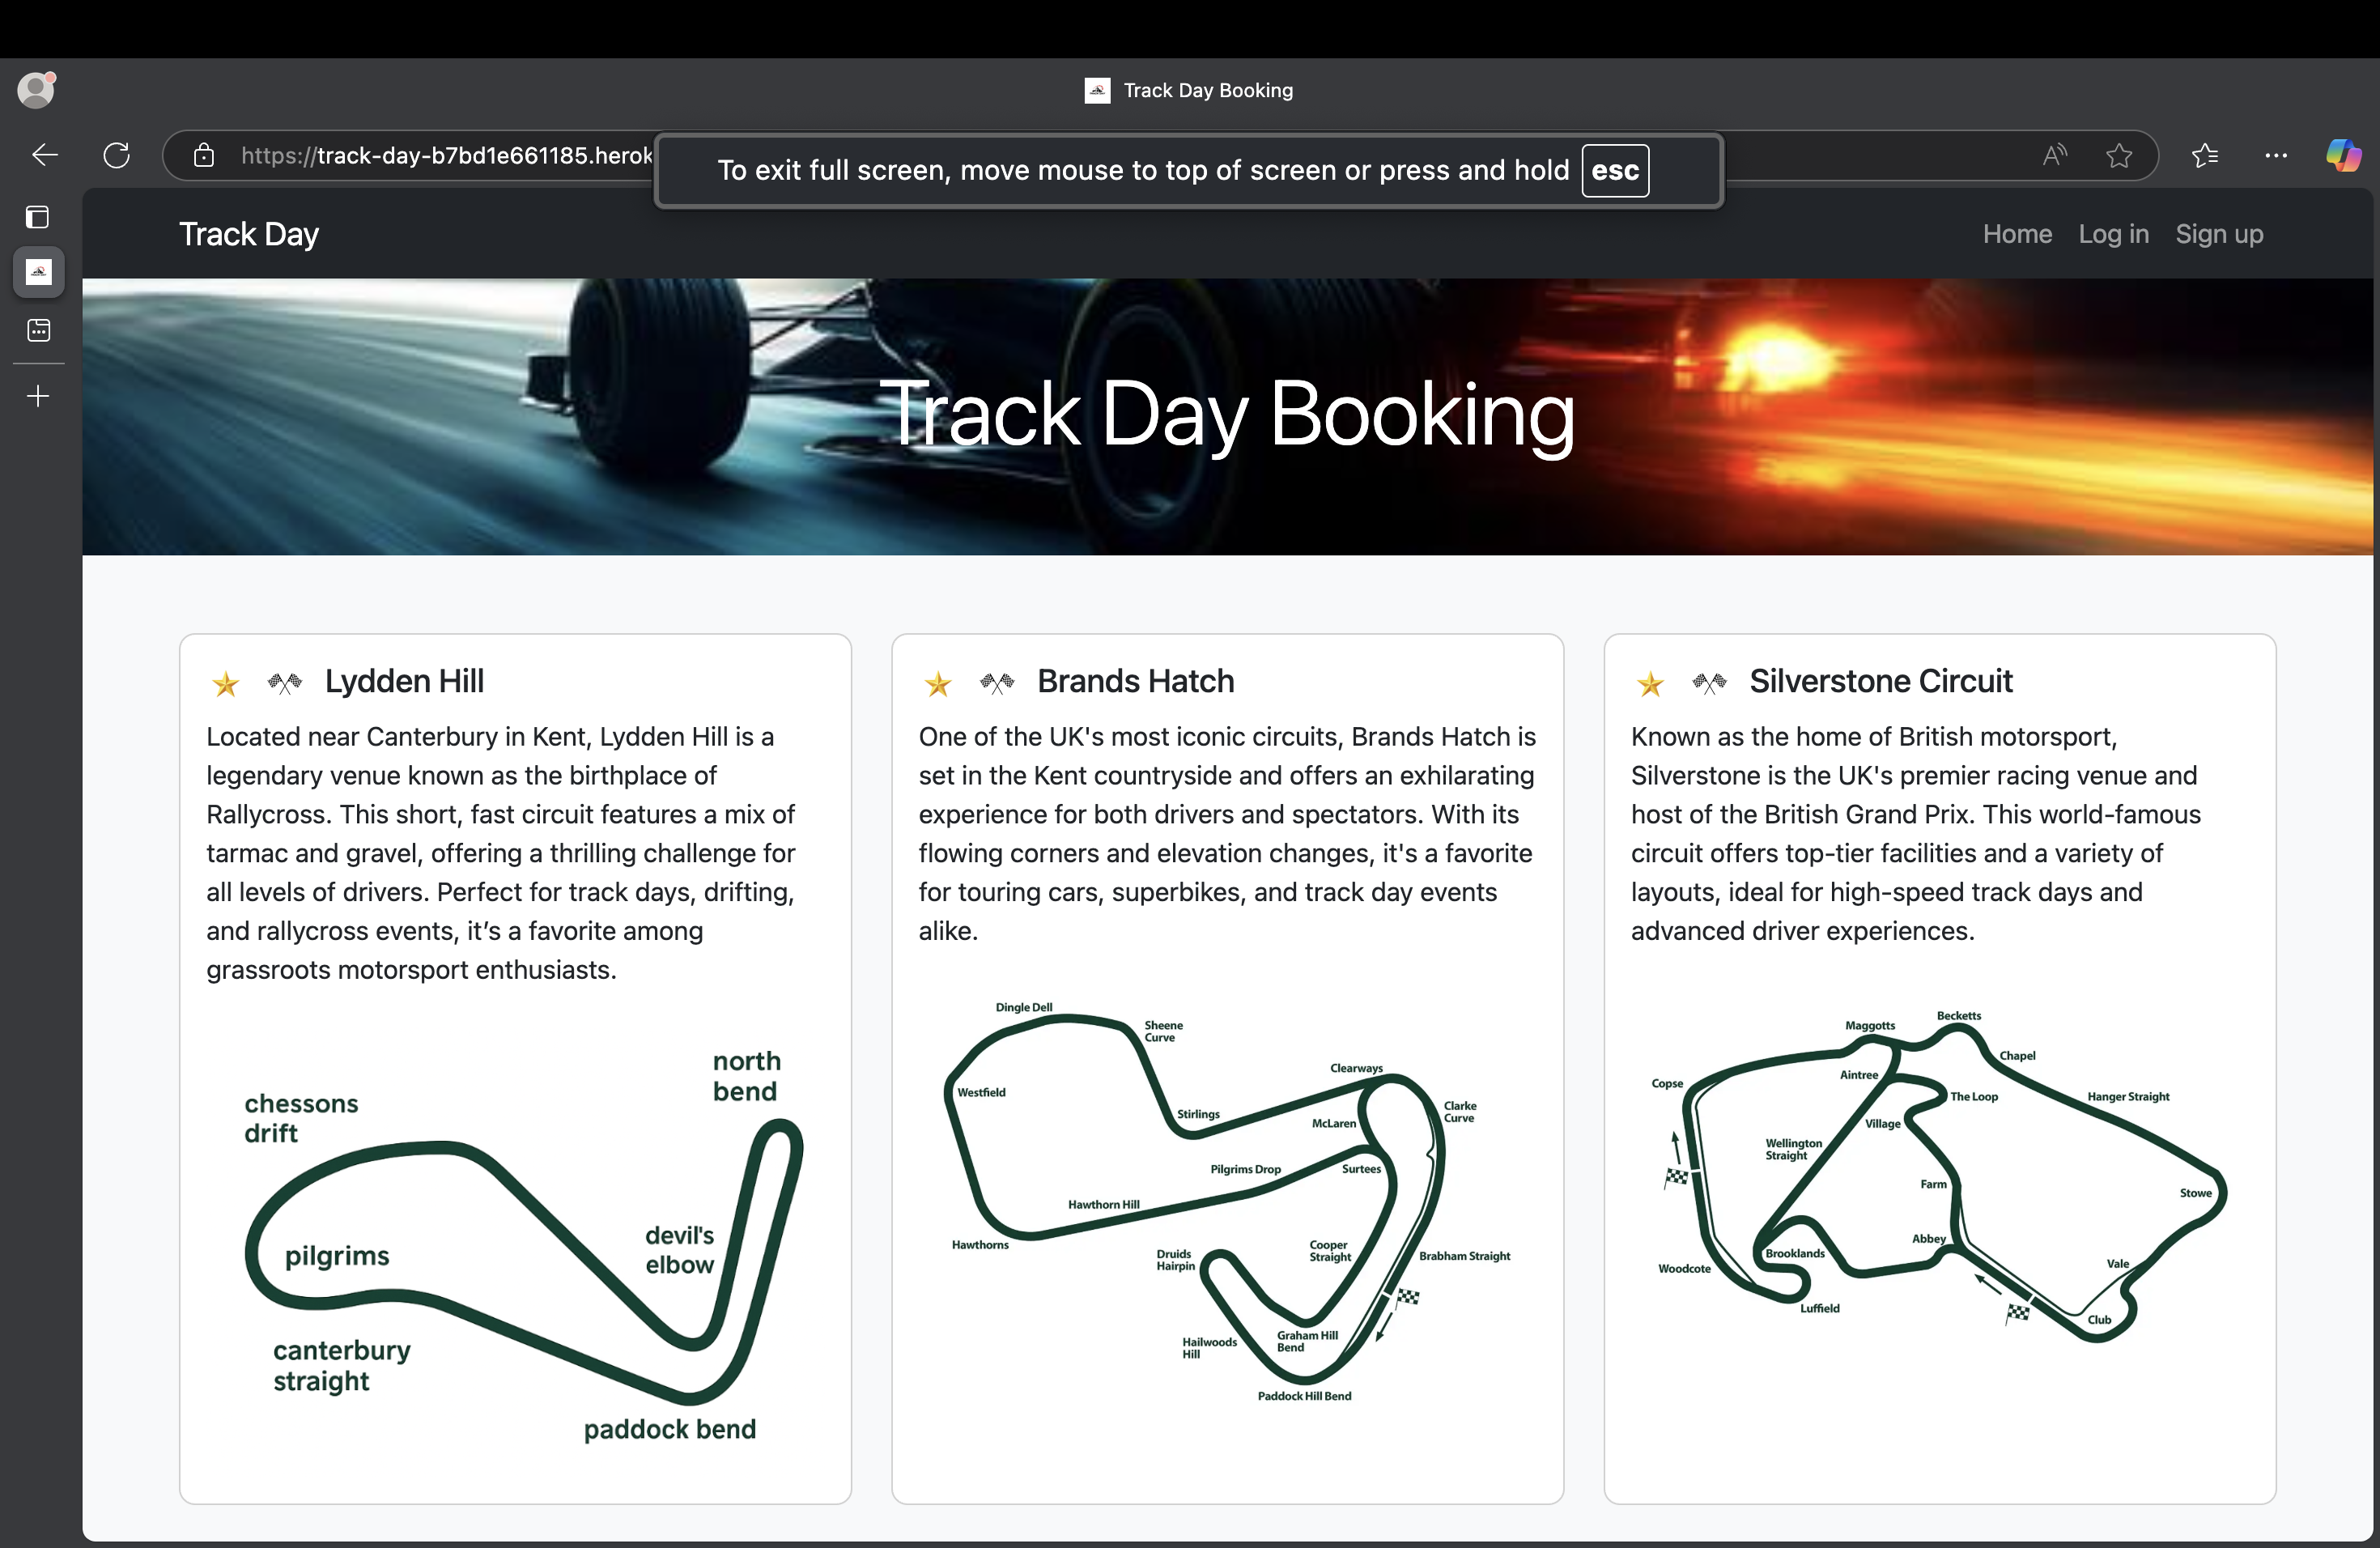 Track Day Booking
https://track-day-b7bd1e661185.herok
To exit full screen, move mouse to top of screen or press and hold esc
Track Day
Home Log in Sign up
Track Day Booking
Lydden Hill
Located near Canterbury in Kent, Lydden Hill is a
legendary venue known as the birthplace of
Rallycross. This short, fast circuit features a mix of
tarmac and gravel, offering a thrilling challenge for
all levels of drivers. Perfect for track days, drifting,
and rallycross events, it’s a favorite among
grassroots motorsport enthusiasts.
north
bend
chessons
drift
devil's
elbow
pilgrims
canterbury
straight
paddock bend
Brands Hatch
One of the UK's most iconic circuits, Brands Hatch is
set in the Kent countryside and offers an exhilarating
experience for both drivers and spectators. With its
flowing corners and elevation changes, it's a favorite
for touring cars, superbikes, and track day events
alike.
Dingle Dell
Sheene
Curve
Clearways
Westfield
Stirlings
Clarke
Curve
McLaren
Pilgrims Drop
Surtees
Hawthorn Hill
Hawthorns
Druids
Hairpin
Cooper
Straight
Brabham Straight
Hailwoods
Hill
Graham Hill
Bend
Paddock Hill Bend
Silverstone Circuit
Known as the home of British motorsport,
Silverstone is the UK's premier racing venue and
host of the British Grand Prix. This world-famous
circuit offers top-tier facilities and a variety of
layouts, ideal for high-speed track days and
advanced driver experiences.
Becketts
Maggotts
Chapel
Aintree
Copse
The Loop
Hanger Straight
Village
Wellington
Straight
Farm
Stowe
Abbey
Brooklands
Vale
Woodcote
Luffield
Club